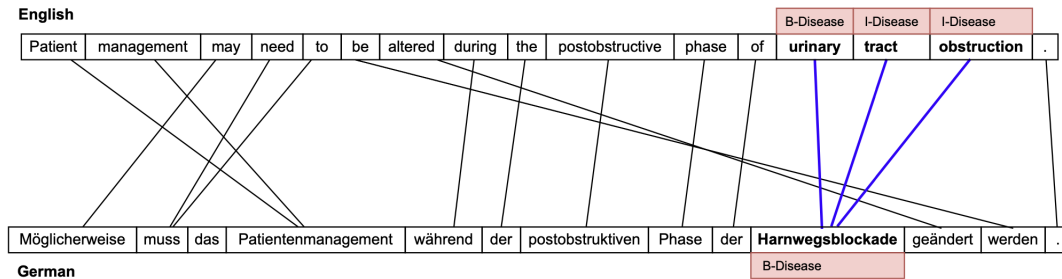 English
B-Disease I-Disease I-Disease
Patient management may need to be altered during the postobstructive phase of urinary tract obstruction .
Möglicherweise muss das Patientenmanagement während der postobstruktiven Phase der Harnwegsblockade geändert werden .
B-Disease
German